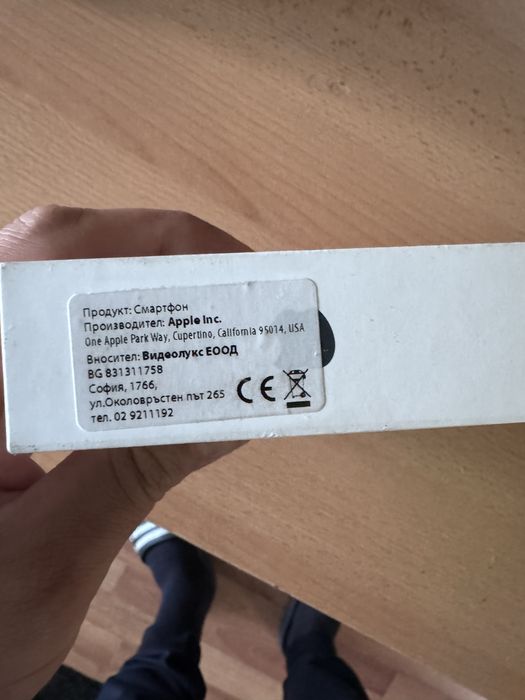 Продукт: Смартфон
Производител: Apple Inc.
One Apple Park Way, Cupertino, California 95014, USA
Вносител: Видеолукс ЕООД
BG 831311758
София, 1766,
ул.Околовръстен път 265
тел. 02 9211192
CE